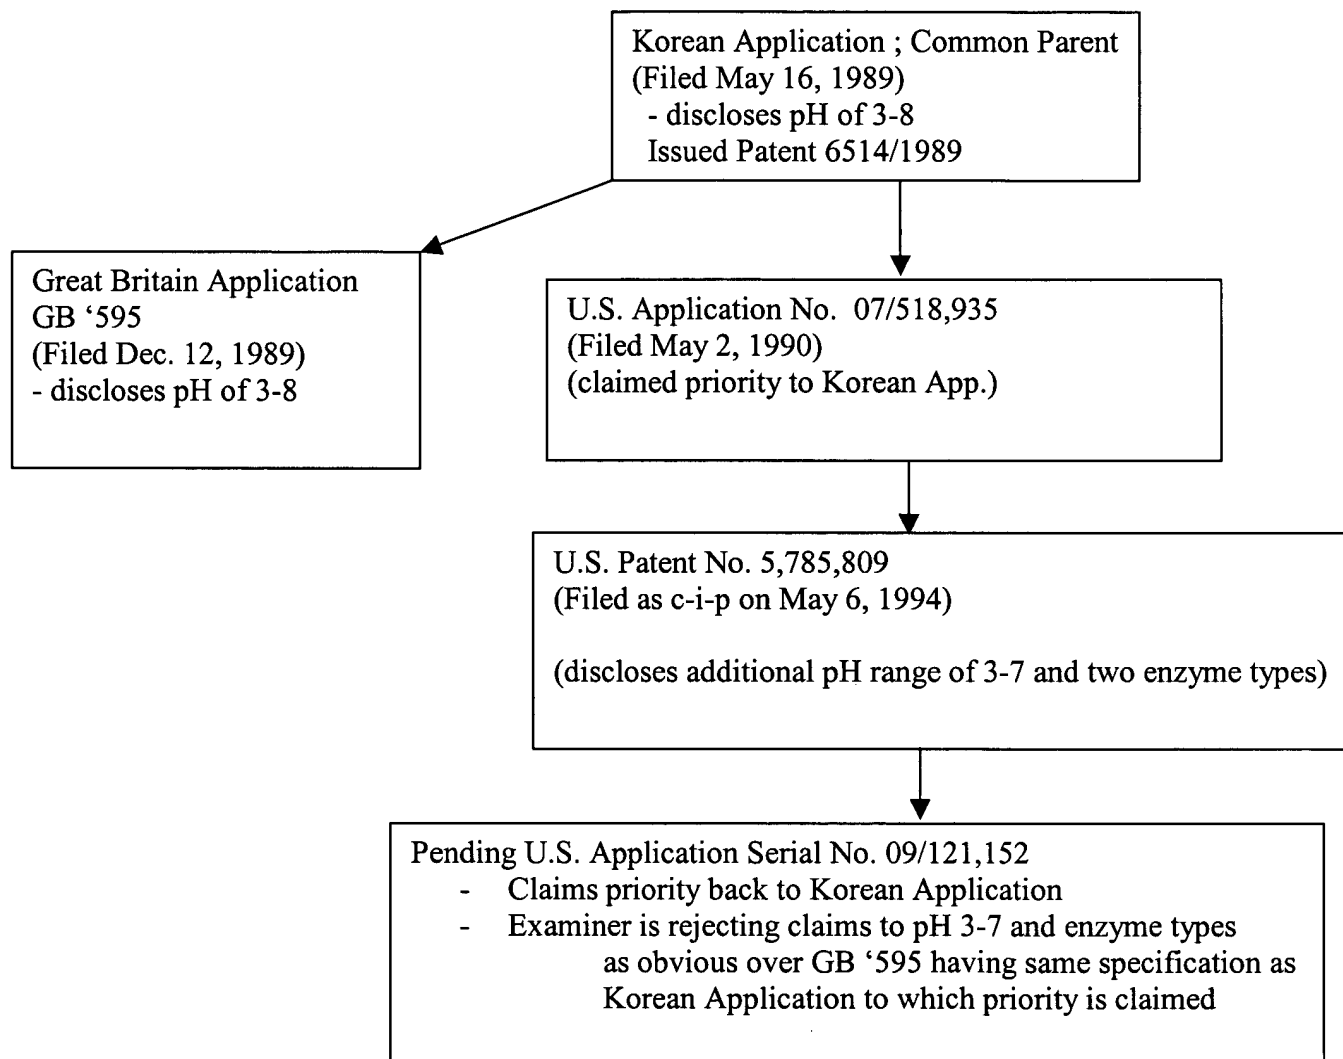 Korean Application ; Common Parent
(Filed May 16, 1989)
- discloses pH of 3-8
Issued Patent 6514/1989
Great Britain Application
GB ‘595
(Filed Dec. 12, 1989)
- discloses pH of 3-8
U.S. Application No. 07/518,935
(Filed May 2, 1990)
(claimed priority to Korean App.)
U.S. Patent No. 5,785,809
(Filed as c-i-p on May 6, 1994)
(discloses additional pH range of 3-7 and two enzyme types)
Pending U.S. Application Serial No. 09/121,152
- Claims priority back to Korean Application
- Examiner is rejecting claims to pH 3-7 and enzyme types
as obvious over GB ‘595 having same specification as
Korean Application to which priority is claimed